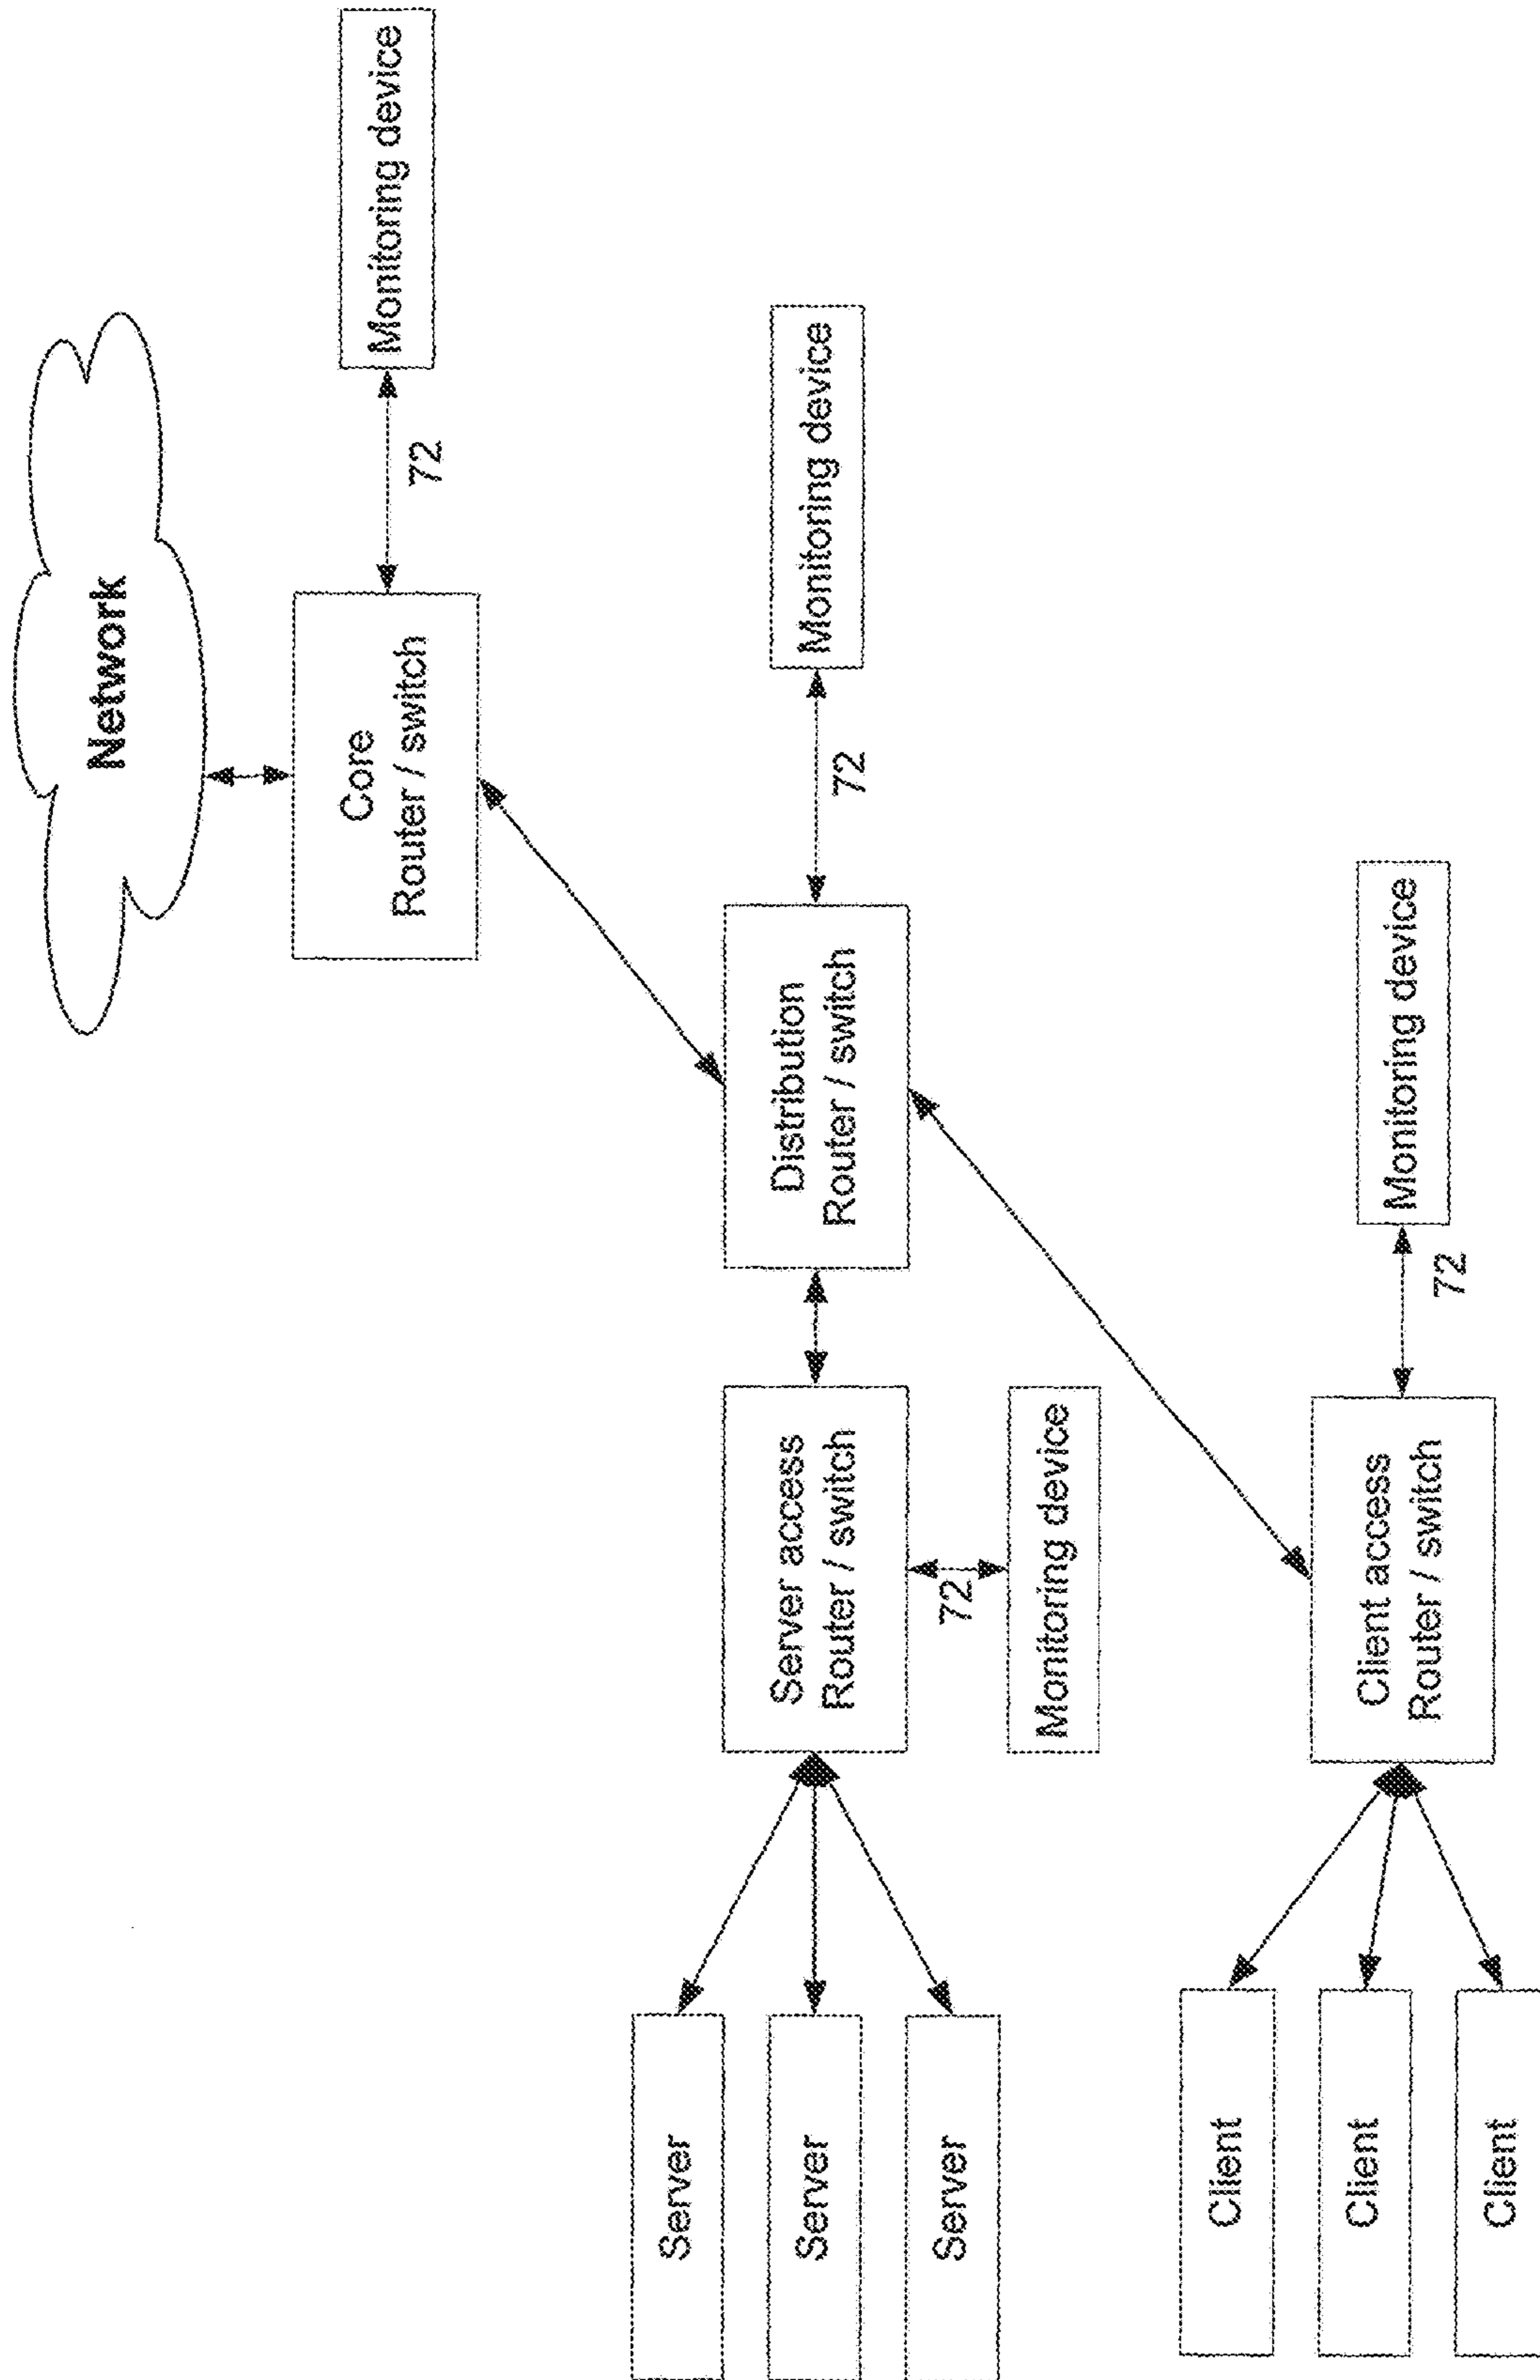 Network
Core
Router / switch
72
Monitoring device
Server
Server
Server
Server access
Router / switch
Distribution
Router / switch
72
Monitoring device
72
Monitoring device
Client
Client
Client
Client access
Router / switch
72
Monitoring device